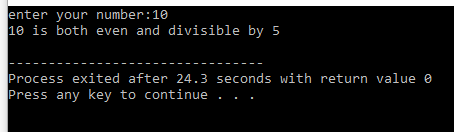 enter your number:10
10 is both even and divisible by 5
--------------------------------
Process exited after 24.3 seconds with return value 0
Press any key to continue . . .